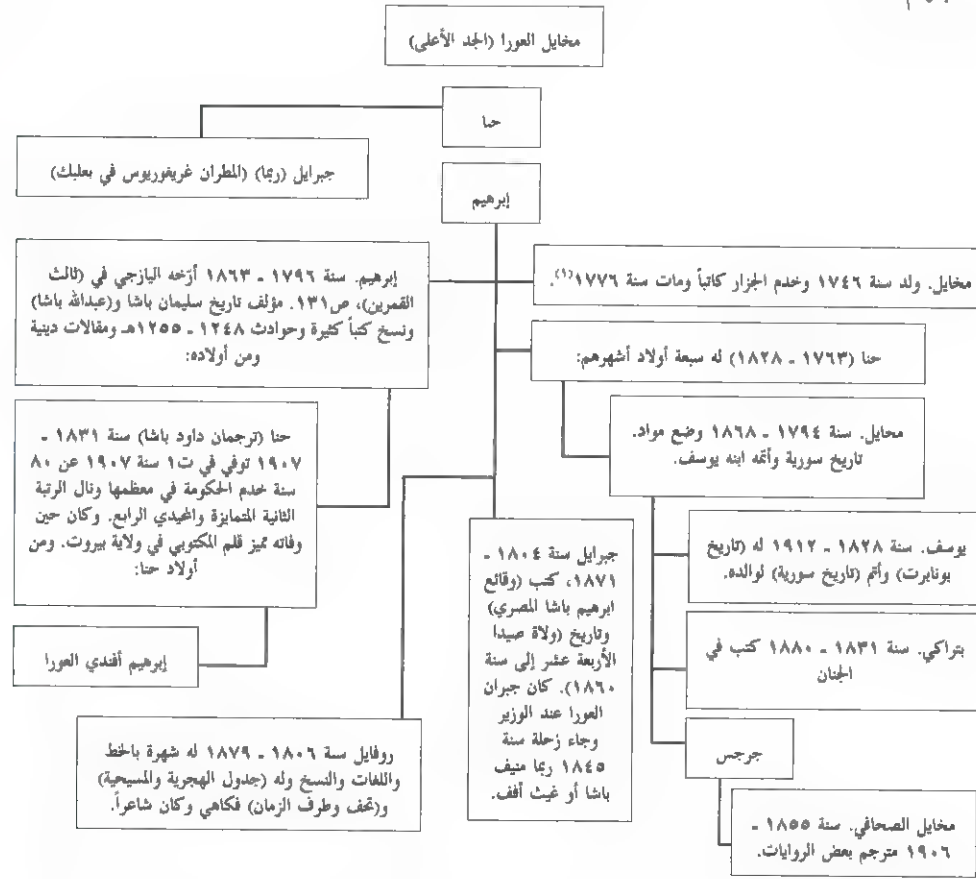 مخايل العورا (الجد الأعلى)
حنا
جبرايل (ربما) (المطران غريغوريوس في بعلبك)
إبرهيم
مخايل. ولد سنة ١٧٤٦ وخدم الجزار كاتباً ومات سنة ١٧٧٦(١).
إبرهيم. سنة ١٧٩٦ ـ ١٨٦٣ أرّخه اليازجي في (ثالث
القمرين)، ص١٣١. مؤلف تاريخ سليمان باشا و(عبدالله باشا)
ونسخ كتباً كثيرة وحوادث ١٢٤٨ ـ ١٢٥٥هـ ومقالات دينية
ومن أولاده:
حنا (١٧٦٣ ـ ١٨٢٨) له سبعة أولاد أشهرهم:
مخايل. سنة ١٧٩٤ ـ ١٨٦٨ وضع مواد.
تاريخ سورية وأتمه ابنه يوسف.
حنا (ترجمان داود باشا) سنة ١٨٣١ ـ
١٩٠٧ توفي في ت١ سنة ١٩٠٧ عن ٨٠
سنة خدم الحكومة في معظمها ونال الرتبة
الثانية المتمايزة والمجيدي الرابع. وكان حين
وفاته مميز قلم المكتوبي في ولاية بيروت. ومن
أولاد حنا:
يوسف. سنة ١٨٢٨ ـ ١٩١٢ له (تاريخ
بونابرت) وأتم (تاريخ سورية) لوالده.
جبرايل سنة ١٨٠٤ ـ
١٨٧١، كتب (وقائع
ابرهيم باشا المصري)
وتاريخ (ولاة صيدا
الأربعة عشر إلى سنة
١٨٦٠). كان جبران
العورا عند الوزير
وجاء زحلة سنة
١٨٤٥ ربما منيف
باشا أو غيث أفف.
بتراكي. سنة ١٨٣١ ـ ١٨٨٠ كتب في
الجنان
إبرهيم أفندي العورا
جرجس
روفايل سنة ١٨٠٦ ـ ١٨٧٩ له شهرة بالخط
واللغات والنسخ وله (جدول الهجرية والمسيحية)
و(تحف وطرف الزمان) فكاهي وكان شاعراً.
مخايل الصحافي. سنة ١٨٥٥ ـ
١٩٠٦ مترجم بعض الروايات.